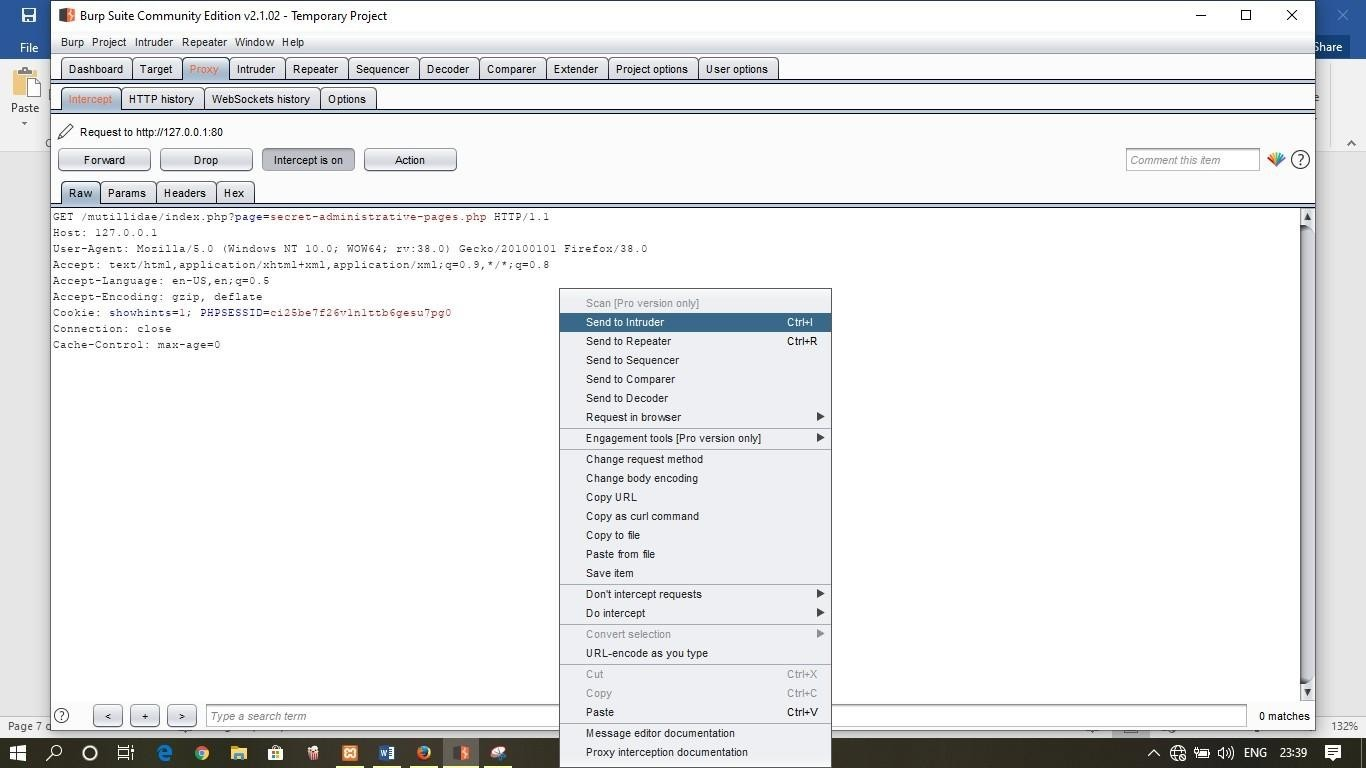 Burp Suite Community Edition v2.1.02 - Temporary Project
File
Share
Burp Project Intruder Repeater Window Help
Dashboard Target Proxy Intruder Repeater Sequencer Decoder Comparer Extender Project options User options
Paste
Intercept HTTP history WebSockets history Options
Request to http://127.0.0.1:80
Forward Drop Intercept is on Action Comment this item ?
Raw Params Headers Hex
GET /mutillidae/index.php?page=secret-administrative-pages.php HTTP/1.1
Host: 127.0.0.1
User-Agent: Mozilla/5.0 (Windows NT 10.0; WOW64; rv:38.0) Gecko/20100101 Firefox/38.0
Accept: text/html,application/xhtml+xml,application/xml;q=0.9,*/*;q=0.8
Accept-Language: en-US,en;q=0.5
Accept-Encoding: gzip, deflate
Cookie: showhints=1; PHPSESSID=ci25be7f26v1n1ttb6gesu7pg0
Connection: close
Cache-Control: max-age=0
Scan [Pro version only]
Send to Intruder Ctrl+I
Send to Repeater Ctrl+R
Send to Sequencer
Send to Comparer
Send to Decoder
Request in browser
Engagement tools [Pro version only]
Change request method
Change body encoding
Copy URL
Copy as curl command
Copy to file
Paste from file
Save item
Don't intercept requests
Do intercept
Convert selection
URL-encode as you type
Cut Ctrl+X
Copy Ctrl+C
Paste Ctrl+V
Message editor documentation
Proxy interception documentation
? < + > Type a search term 0 matches
Page 7 132%
ENG 23:39